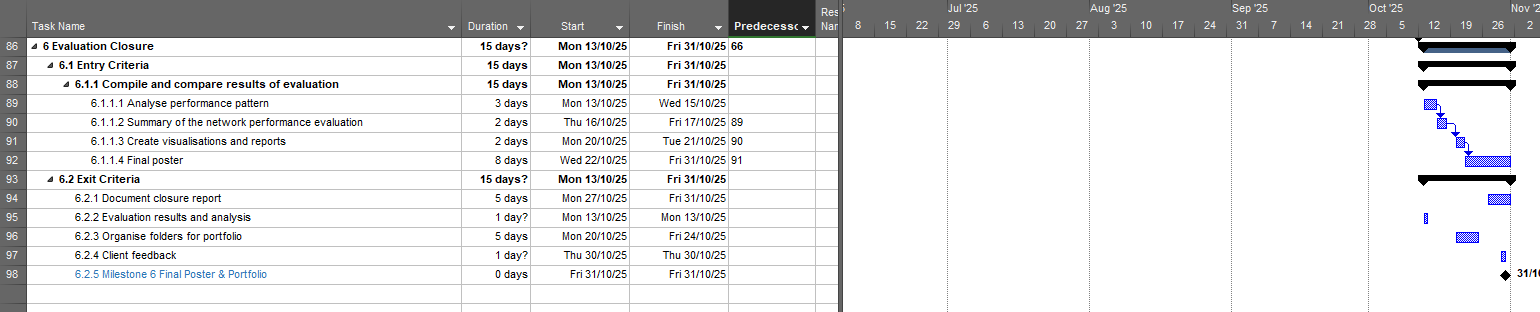 Task Name Duration Start Finish Predecesso Res Nar
Jul '25 Aug '25 Sep '25 Oct '25 Nov '2
8 15 22 29 6 13 20 27 3 10 17 24 31 7 14 21 28 5 12 19 26 2
86 6 Evaluation Closure 15 days? Mon 13/10/25 Fri 31/10/25 66
87 6.1 Entry Criteria 15 days Mon 13/10/25 Fri 31/10/25
88 6.1.1 Compile and compare results of evaluation 15 days Mon 13/10/25 Fri 31/10/25
89 6.1.1.1 Analyse performance pattern 3 days Mon 13/10/25 Wed 15/10/25
90 6.1.1.2 Summary of the network performance evaluation 2 days Thu 16/10/25 Fri 17/10/25 89
91 6.1.1.3 Create visualisations and reports 2 days Mon 20/10/25 Tue 21/10/25 90
92 6.1.1.4 Final poster 8 days Wed 22/10/25 Fri 31/10/25 91
93 6.2 Exit Criteria 15 days? Mon 13/10/25 Fri 31/10/25
94 6.2.1 Document closure report 5 days Mon 27/10/25 Fri 31/10/25
95 6.2.2 Evaluation results and analysis 1 day? Mon 13/10/25 Mon 13/10/25
96 6.2.3 Organise folders for portfolio 5 days Mon 20/10/25 Fri 24/10/25
97 6.2.4 Client feedback 1 day? Thu 30/10/25 Thu 30/10/25
98 6.2.5 Milestone 6 Final Poster & Portfolio 0 days Fri 31/10/25 Fri 31/10/25 31/10